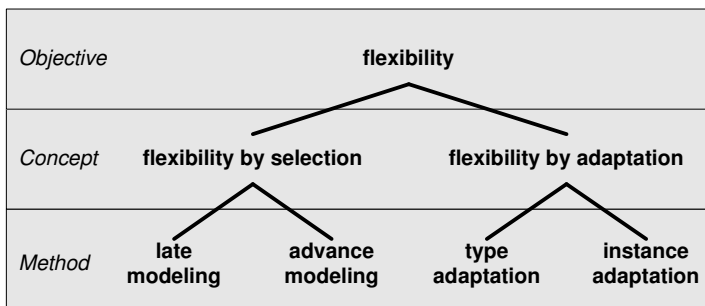 Objective flexibility
Concept flexibility by selection flexibility by adaptation
late advance type instance
Method modeling modeling adaptation adaptation